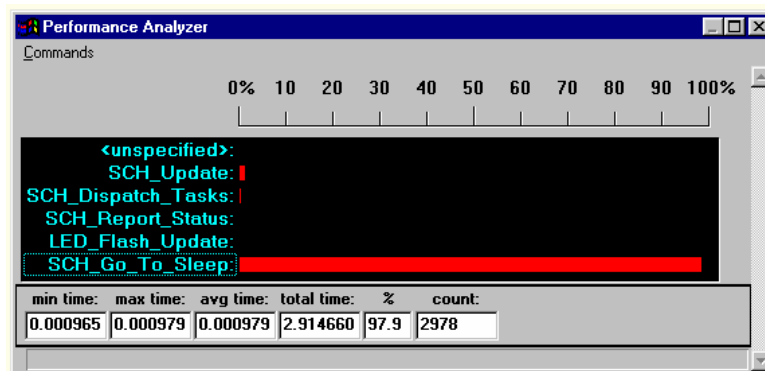 Performance Analyzer
Commands
0% 10 20 30 40 50 60 70 80 90 100%
<unspecified>:
SCH_Update:
SCH_Dispatch_Tasks:
SCH_Report_Status:
LED_Flash_Update:
SCH_Go_To_Sleep:
min time: max time: avg time: total time: % count:
0.000965 0.000979 0.000979 2.914660 97.9 2978